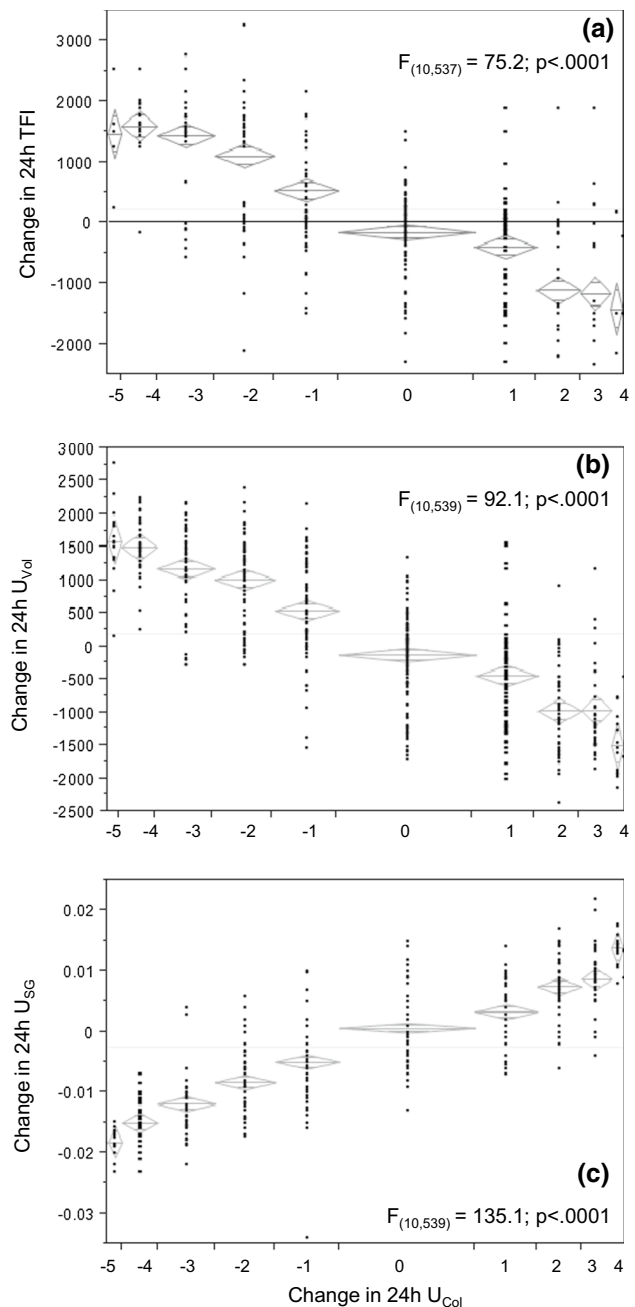 (a)
F(10,537) = 75.2; p<.0001
3000
2000
1000
0
-1000
-2000
Change in 24h TFI
-5 -4 -3 -2 -1 0 1 2 3 4
(b)
F(10,539) = 92.1; p<.0001
3000
2500
2000
1500
1000
500
0
-500
-1000
-1500
-2000
-2500
Change in 24h UVol
-5 -4 -3 -2 -1 0 1 2 3 4
0.02
0.01
0
-0.01
-0.02
-0.03
Change in 24h USG
(c)
F(10,539) = 135.1; p<.0001
-5 -4 -3 -2 -1 0 1 2 3 4
Change in 24h UCol